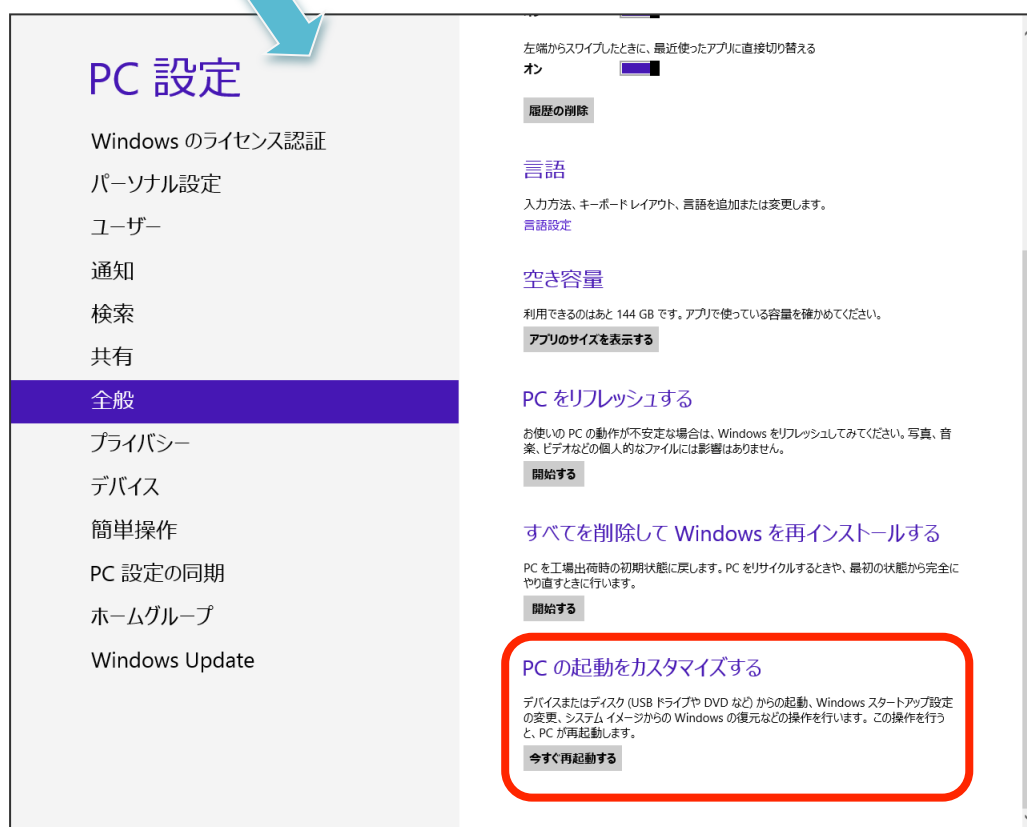 PC 設定
Windows のライセンス認証
パーソナル設定
ユーザー
通知
検索
共有
全般
プライバシー
デバイス
簡単操作
PC 設定の同期
ホームグループ
Windows Update
左端からスワイプしたときに、最近使ったアプリに直接切り替える
オン
履歴の削除
言語
入力方法、キーボード レイアウト、言語を追加または変更します。
言語設定
空き容量
利用できるのはあと 144 GB です。アプリで使っている容量を確かめてください。
アプリのサイズを表示する
PC をリフレッシュする
お使いの PC の動作が不安定な場合は、Windows をリフレッシュしてみてください。写真、音
楽、ビデオなどの個人的なファイルには影響はありません。
開始する
すべてを削除して Windows を再インストールする
PC を工場出荷時の初期状態に戻します。PC をリサイクルするときや、最初の状態から完全に
やり直すときに行います。
開始する
PC の起動をカスタマイズする
デバイスまたはディスク (USB ドライブや DVD など) からの起動、Windows スタートアップ設定
の変更、システム イメージからの Windows の復元などの操作を行います。この操作を行う
と、PC が再起動します。
今すぐ再起動する